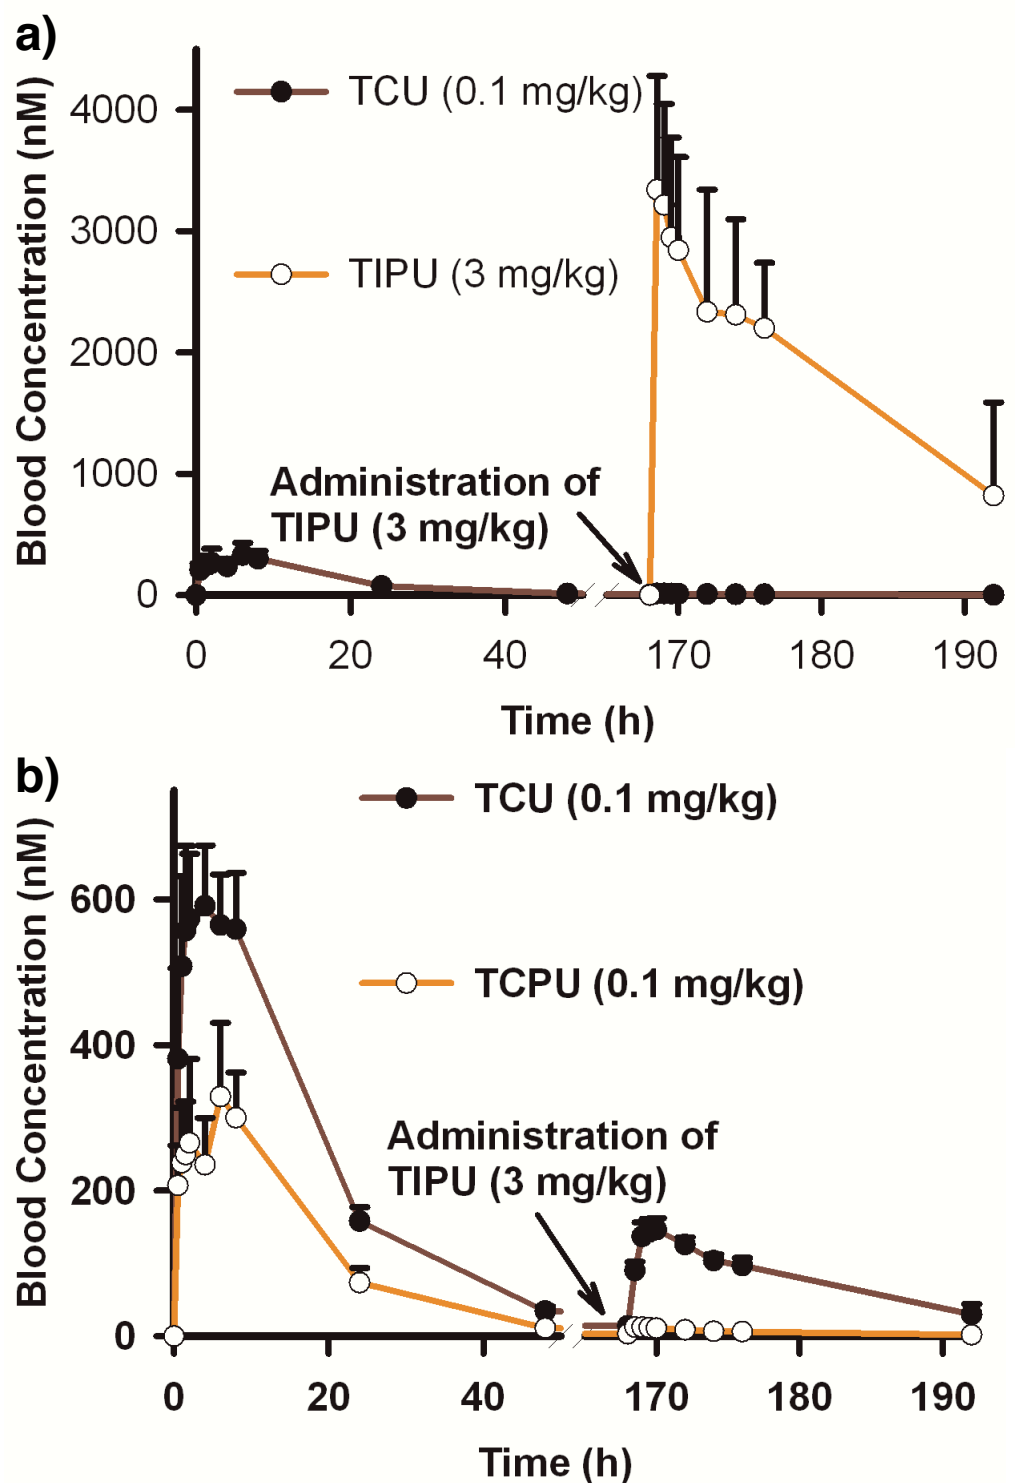 a)
Blood Concentration (nM)
4000
3000
2000
1000
0
TCU (0.1 mg/kg)
TIPU (3 mg/kg)
Administration of
TIPU (3 mg/kg)
0 20 40 170 180 190
Time (h)
b)
Blood Concentration (nM)
600
400
200
0
TCU (0.1 mg/kg)
TCPU (0.1 mg/kg)
Administration of
TIPU (3 mg/kg)
0 20 40 170 180 190
Time (h)